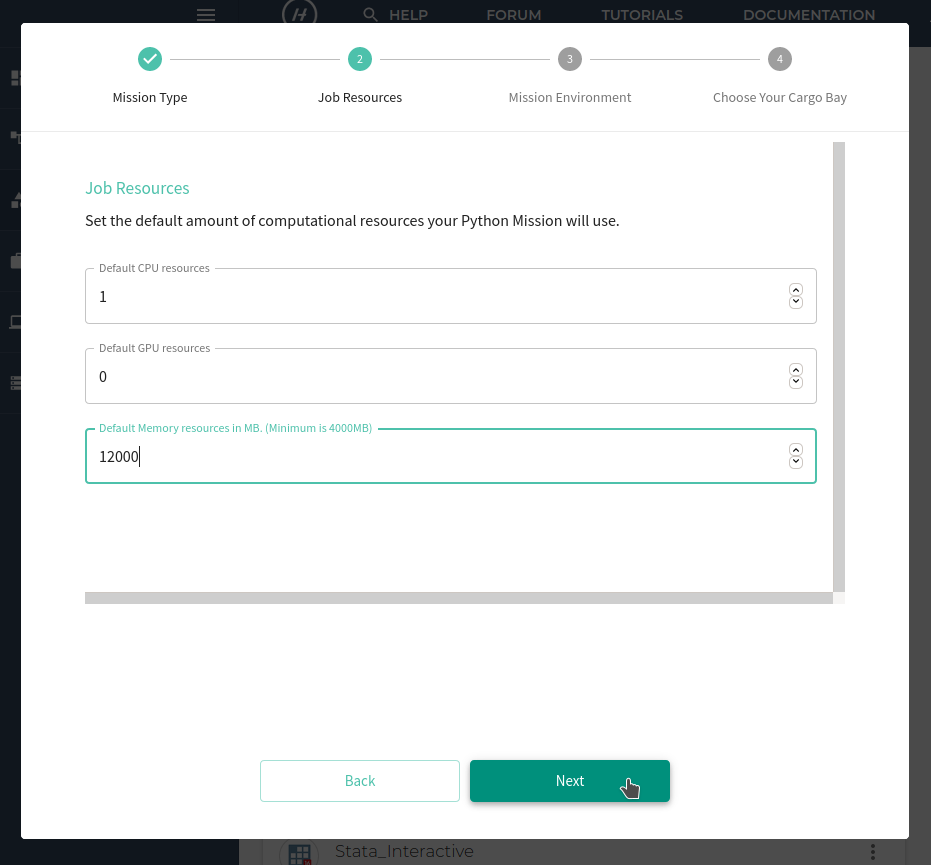 HELP FORUM TUTORIALS DOCUMENTATION
2 3 4
Mission Type Job Resources Mission Environment Choose Your Cargo Bay
Job Resources
Set the default amount of computational resources your Python Mission will use.
Default CPU resources
1
Default GPU resources
0
Default Memory resources in MB. (Minimum is 4000MB)
12000
Back Next
Stata_Interactive